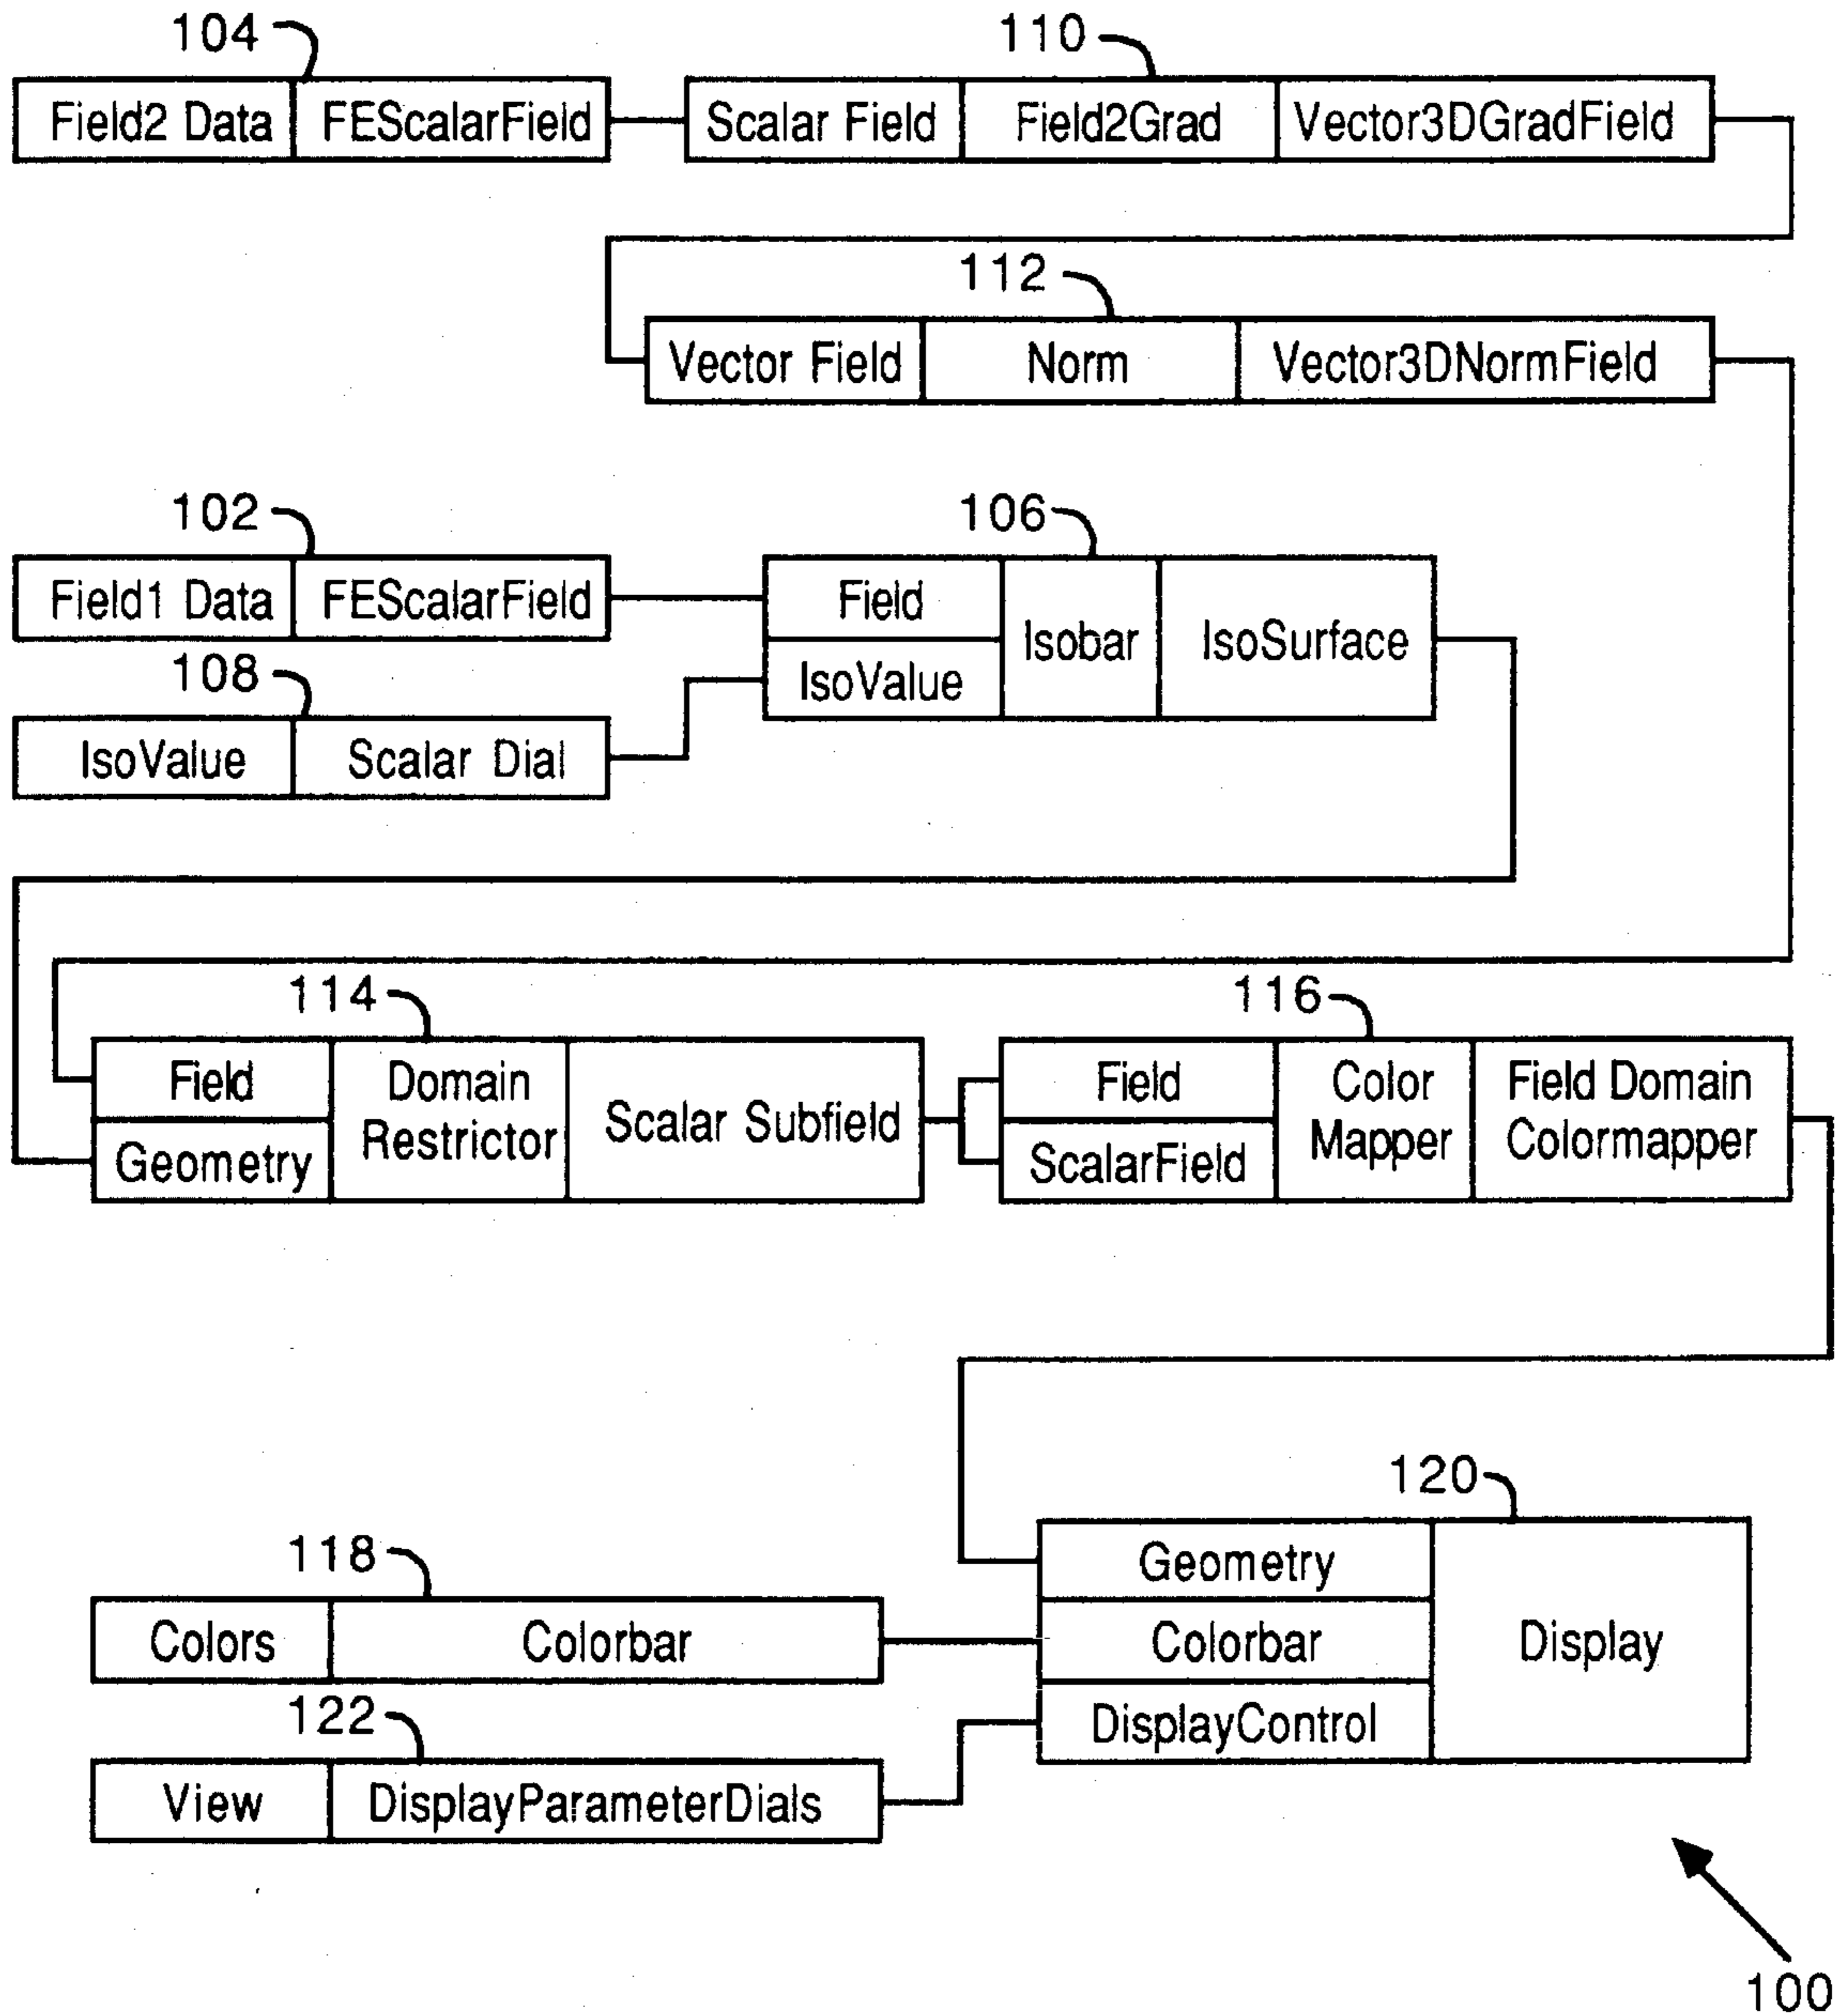 104
110
Field2 Data FEScalarField
Scalar Field Field2Grad Vector3DGradField
112
Vector Field Norm Vector3DNormField
102
106
Field1 Data FEScalarField
Field
IsoValue
Isobar
IsoSurface
108
IsoValue Scalar Dial
114
116
Field
Geometry
Domain
Restrictor
Scalar Subfield
Field
ScalarField
Color
Mapper
Field Domain
Colormapper
120
118
Geometry
Colorbar
DisplayControl
Display
Colors Colorbar
122
View DisplayParameterDials
100